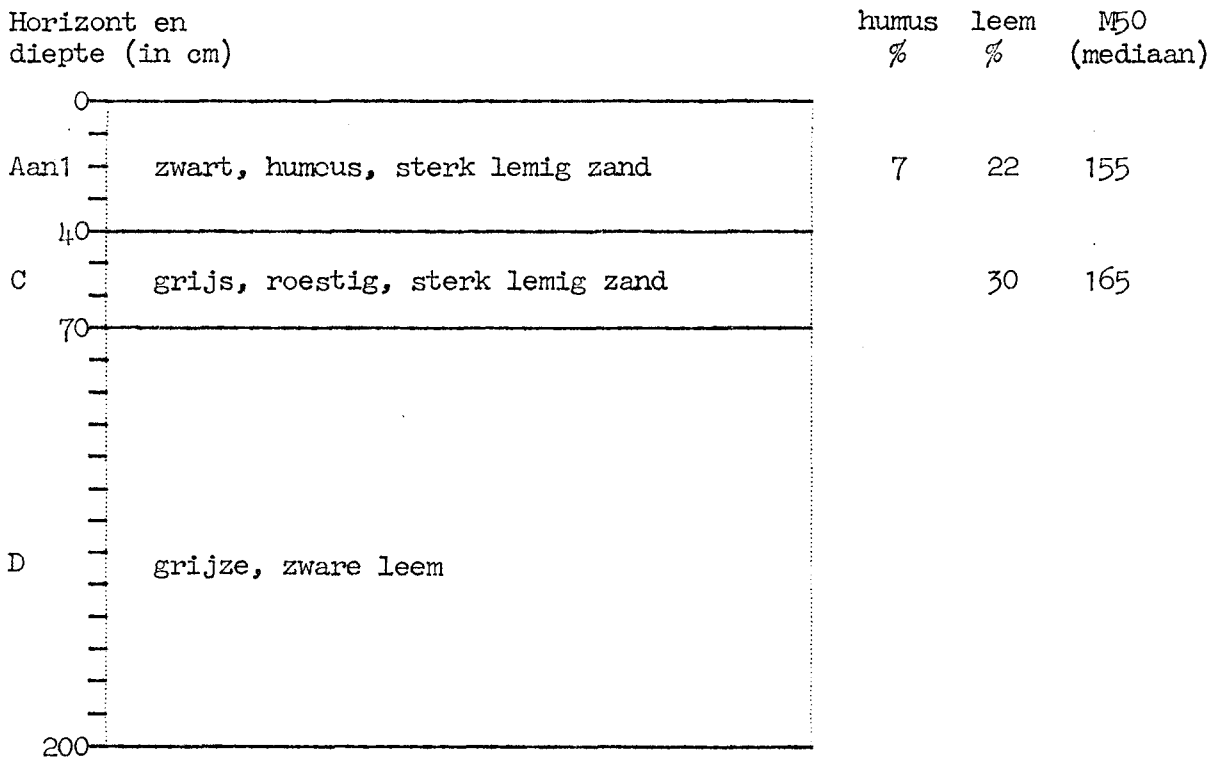 Horizont en humus leem M50
diepte (in cm) % % (mediaan)
0
Aan1 zwart, humeus, sterk lemig zand 7 22 155
40
C grijs, roestig, sterk lemig zand 30 165
70
D grijze, zware leem
200